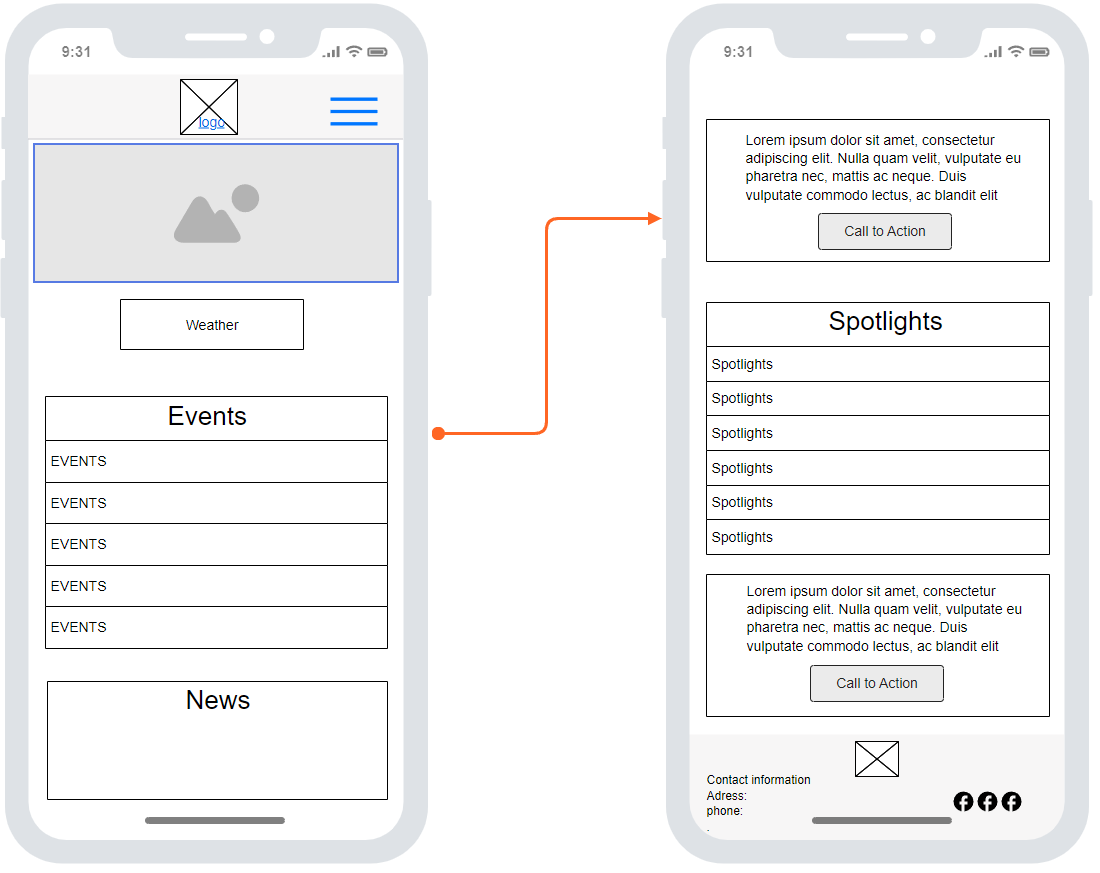 9:31
logo
Weather
Events
EVENTS
EVENTS
EVENTS
EVENTS
EVENTS
News
9:31
Lorem ipsum dolor sit amet, consectetur
adipiscing elit. Nulla quam velit, vulputate eu
pharetra nec, mattis ac neque. Duis
vulputate commodo lectus, ac blandit elit
Call to Action
Spotlights
Spotlights
Spotlights
Spotlights
Spotlights
Spotlights
Spotlights
Lorem ipsum dolor sit amet, consectetur
adipiscing elit. Nulla quam velit, vulputate eu
pharetra nec, mattis ac neque. Duis
vulputate commodo lectus, ac blandit elit
Call to Action
Contact information
Adress:
phone:
.